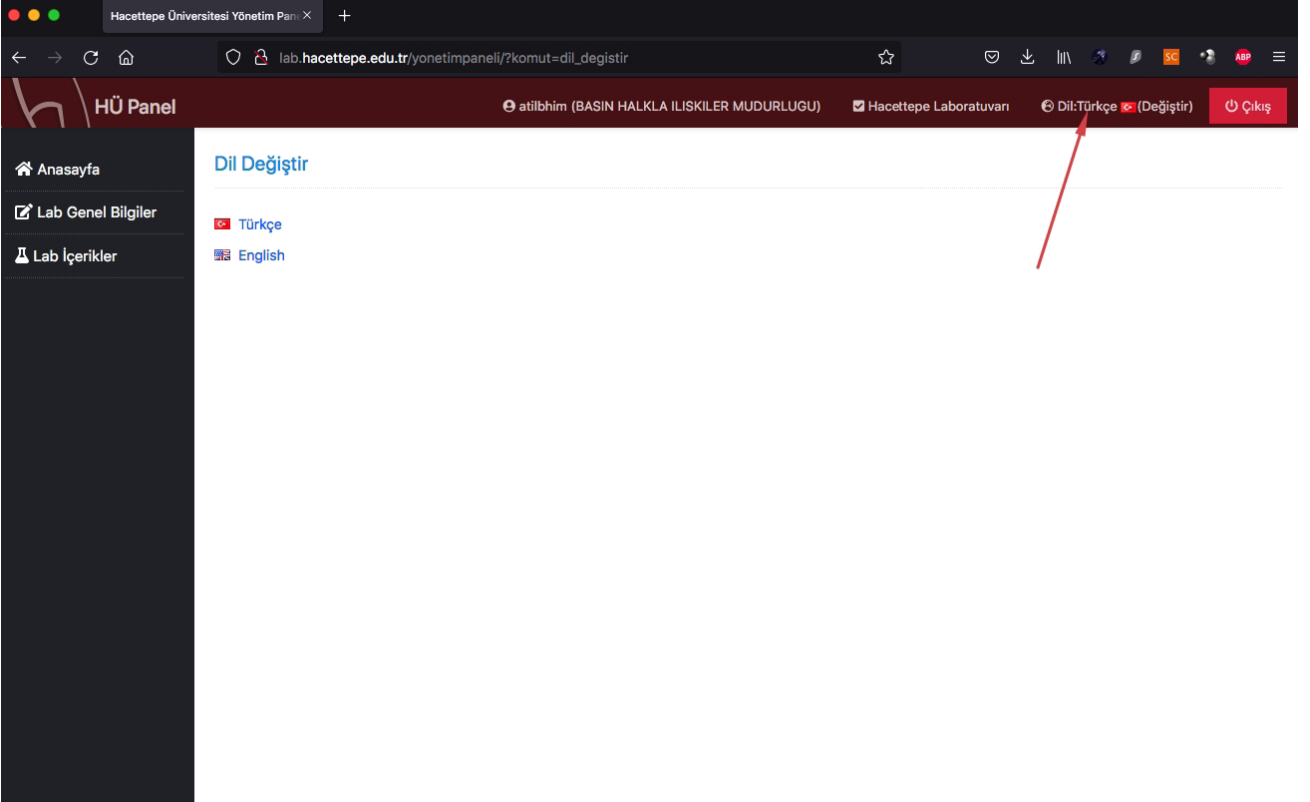 Hacettepe Üniversitesi Yönetim Pan
lab.hacettepe.edu.tr/yonetimpaneli/?komut=dil_degistir
SC
ABP
HÜ Panel
atilbhim (BASIN HALKLA ILISKILER MUDURLUGU)
Hacettepe Laboratuvarı
Dil:Türkçe (Değiştir)
Çıkış
Anasayfa
Lab Genel Bilgiler
Lab İçerikler
Dil Değiştir
Türkçe
English